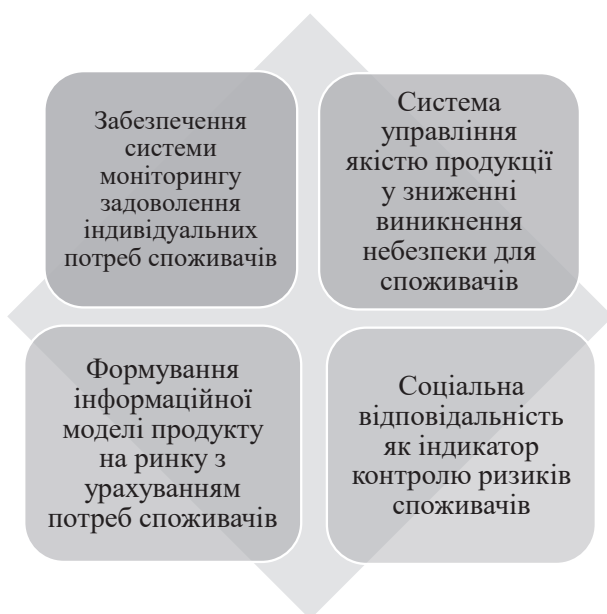 Забезпечення
системи
моніторингу
задоволення
індивідуальних
потреб споживачів
Система
управління
якістю продукції
у зниженні
виникнення
небезпеки для
споживачів
Формування
інформаційної
моделі продукту
на ринку з
урахуванням
потреб споживачів
Соціальна
відповідальність
як індикатор
контролю ризиків
споживачів